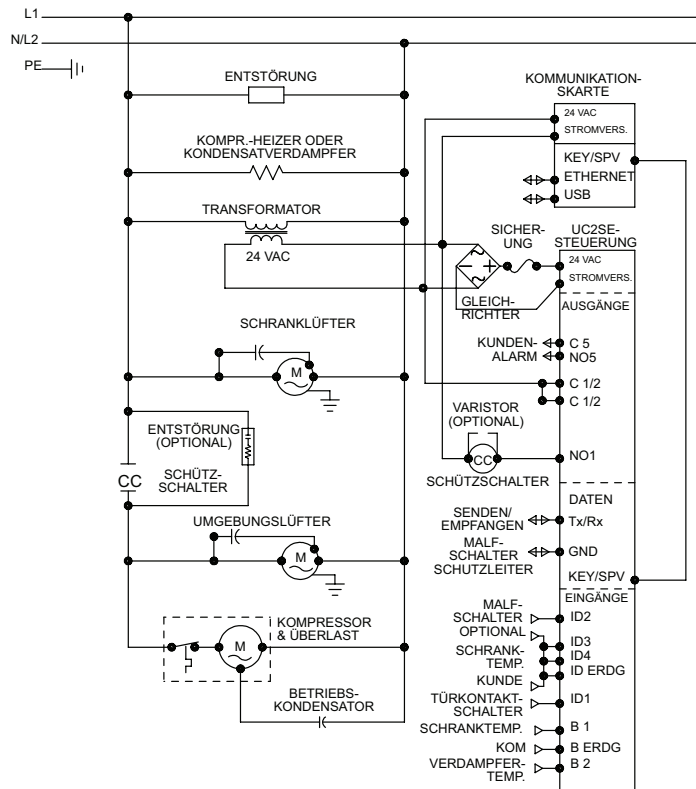 L1
N/L2
PE
ENTSTÖRUNG
KOMPR.-HEIZER ODER
KONDENSATVERDAMPFER
TRANSFORMATOR
24 VAC
SCHRANKLÜFTER
M
ENTSTÖRUNG
(OPTIONAL)
CC
SCHÜTZ-
SCHALTER
UMGEBUNGSLÜFTER
M
KOMPRESSOR
& ÜBERLAST
M
BETRIEBS-
KONDENSATOR
KOMMUNIKATION-
SKARTE
24 VAC
STROMVERS.
KEY/SPV
ETHERNET
USB
SICHER-
UNG
UC2SE-
STEUERUNG
24 VAC
STROMVERS.
GLEICH-
RICHTER
AUSGÄNGE
KUNDEN-
ALARM
C 5
NO5
C 1/2
C 1/2
VARISTOR
(OPTIONAL)
CC
NO1
SCHÜTZSCHALTER
DATEN
SENDEN/
EMPFANGEN
Tx/Rx
MALF-
SCHALTER
SCHUTZLEITER
GND
KEY/SPV
EINGÄNGE
MALF-
SCHALTER
OPTIONAL
ID2
SCHRANK-
TEMP.
ID3
ID4
KUNDE
ID ERDG
TÜRKONTAKT-
SCHALTER
ID1
SCHRANKTEMP.
B 1
KOM
B ERDG
VERDAMPFER-
TEMP.
B 2